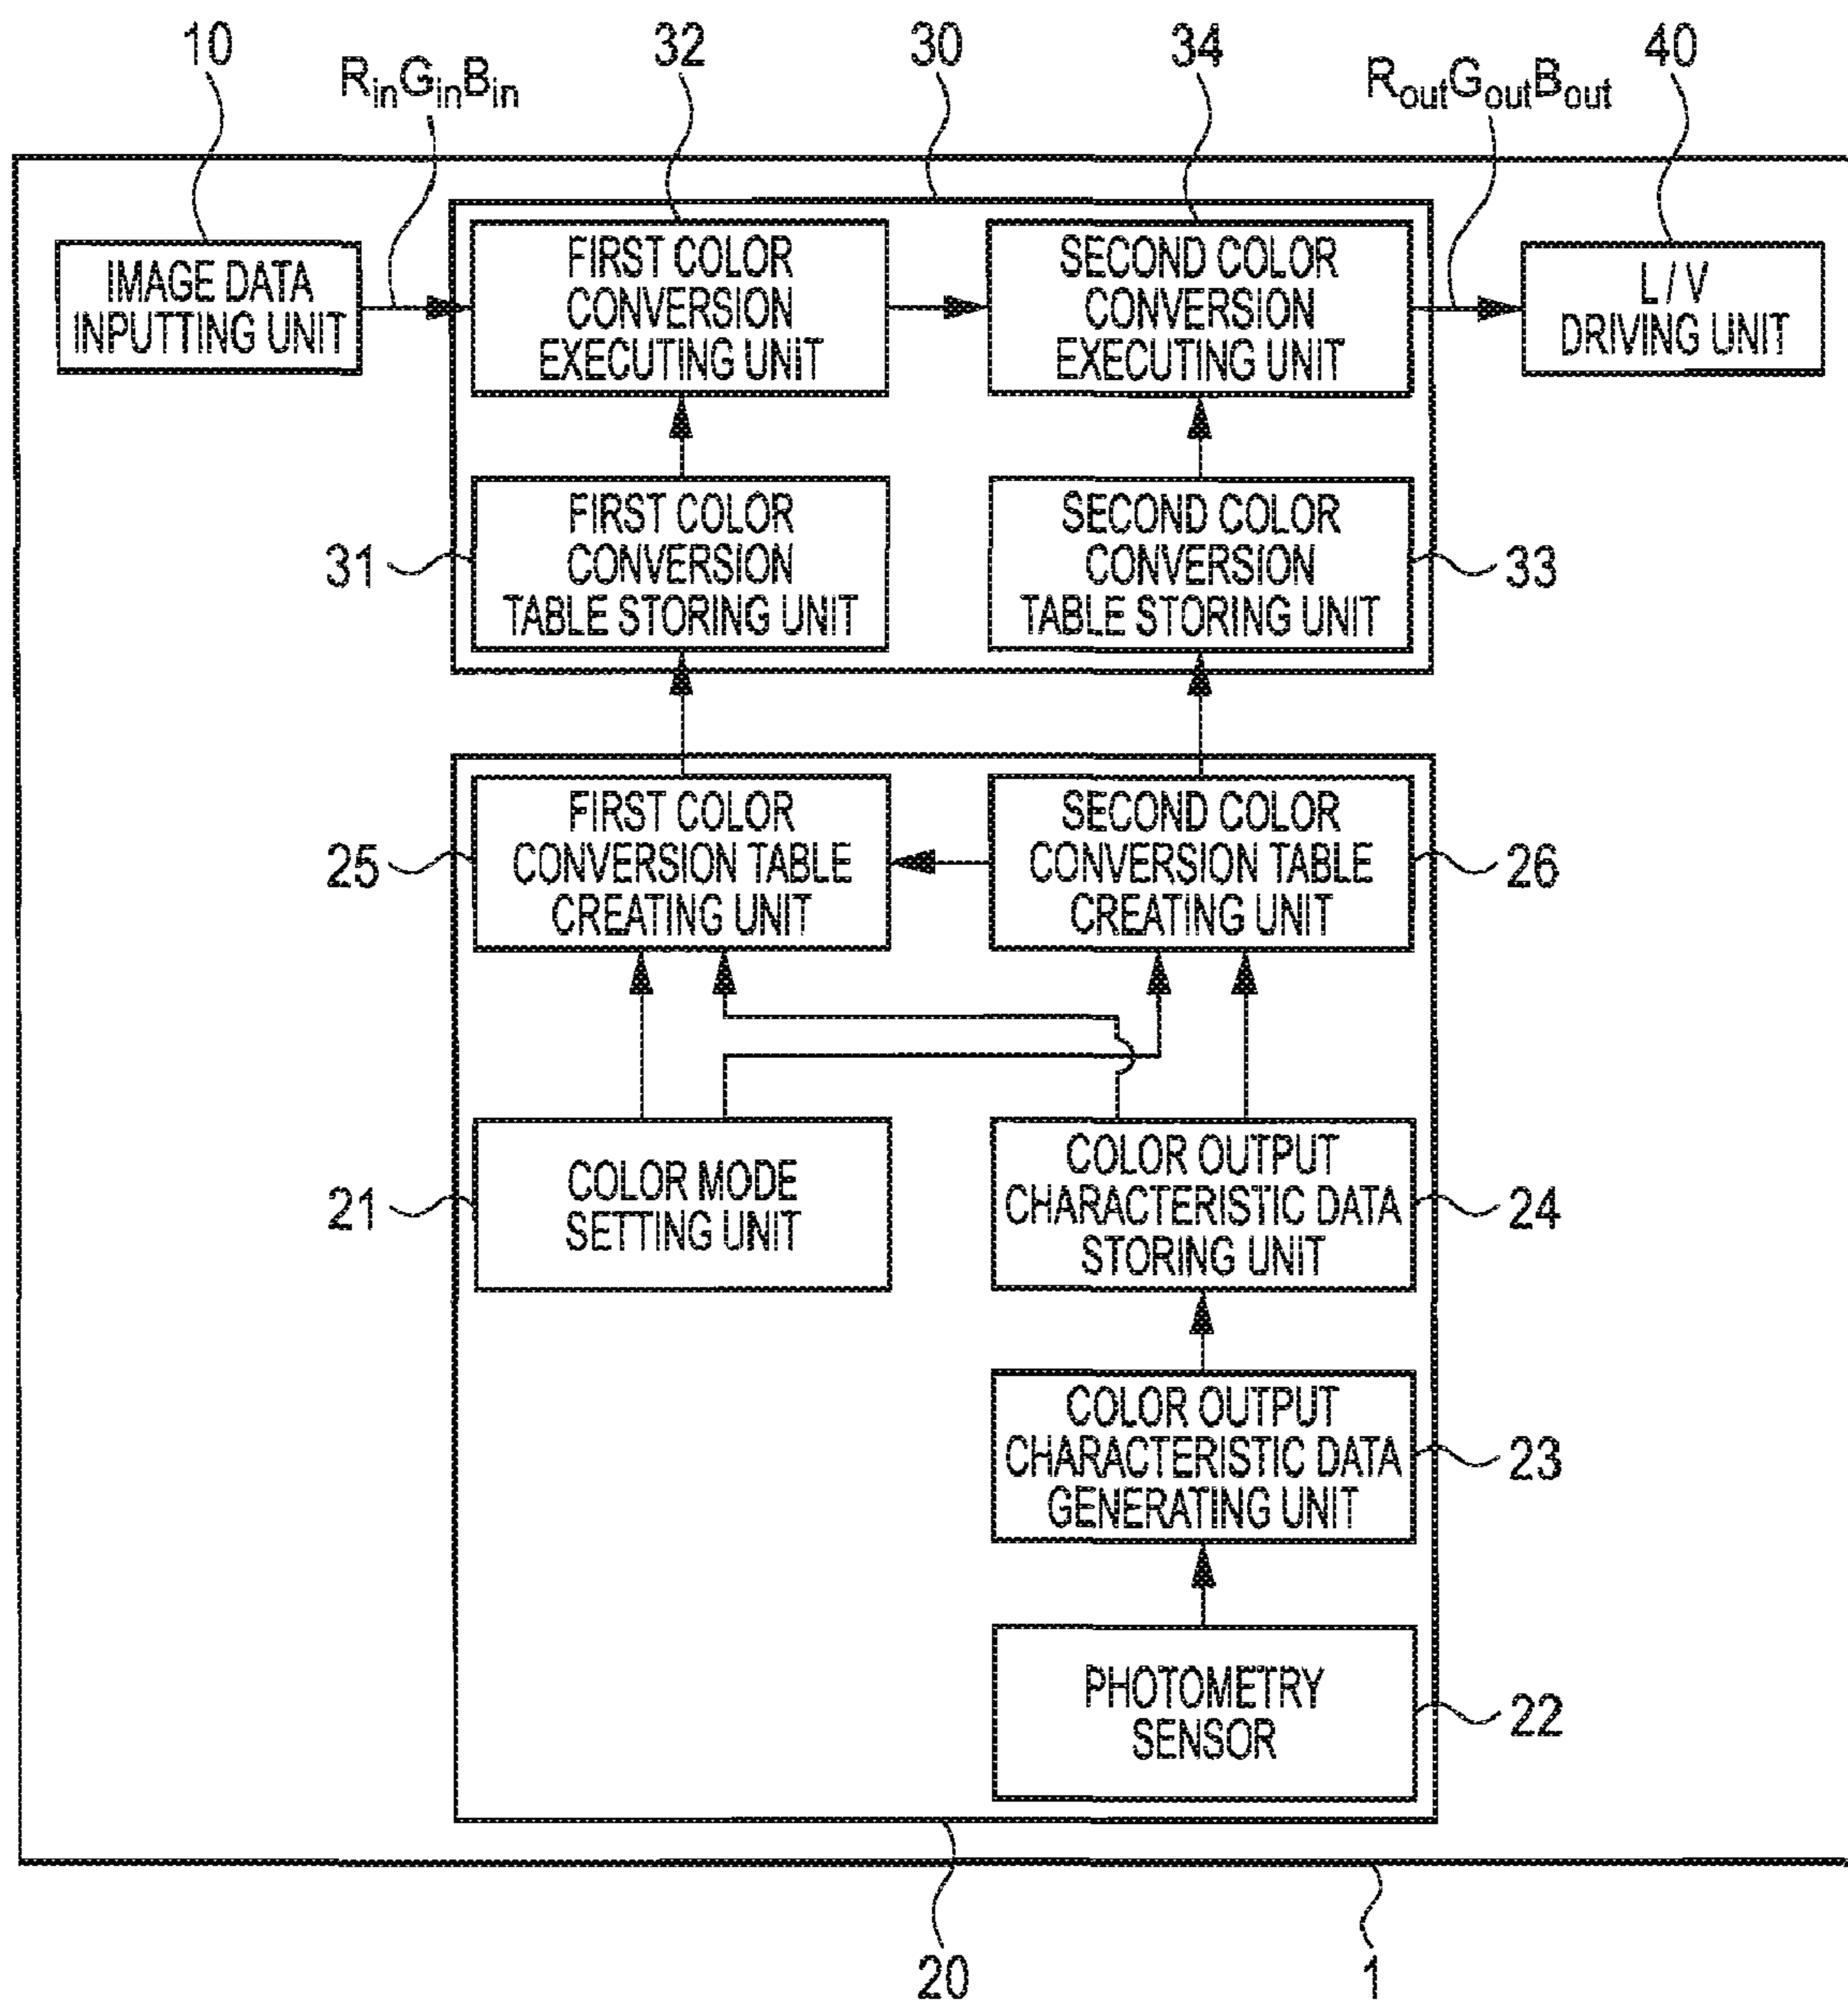 10
R_inG_inB_in
32
30
34
R_outG_outB_out
40
IMAGE DATA
INPUTTING UNIT
FIRST COLOR
CONVERSION
EXECUTING UNIT
SECOND COLOR
CONVERSION
EXECUTING UNIT
L / V
DRIVING UNIT
31
FIRST COLOR
CONVERSION
TABLE STORING UNIT
SECOND COLOR
CONVERSION
TABLE STORING UNIT
33
25
FIRST COLOR
CONVERSION TABLE
CREATING UNIT
SECOND COLOR
CONVERSION TABLE
CREATING UNIT
26
21
COLOR MODE
SETTING UNIT
COLOR OUTPUT
CHARACTERISTIC DATA
STORING UNIT
24
COLOR OUTPUT
CHARACTERISTIC DATA
GENERATING UNIT
23
PHOTOMETRY
SENSOR
22
20
1